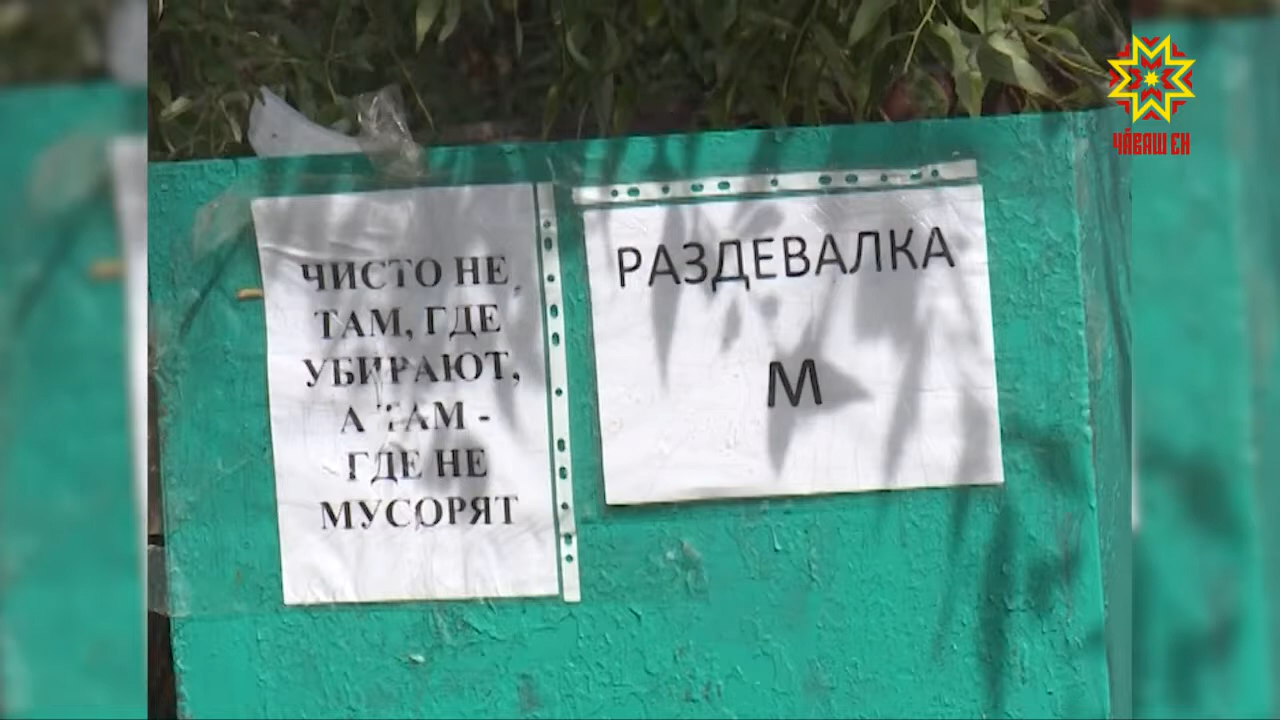 ЧИСТО НЕ
ТАМ, ГДЕ
УБИРАЮТ,
А ТАМ -
ГДЕ НЕ
МУСОРЯТ
РАЗДЕВАЛКА
М
ЧӐВАШ ЕН